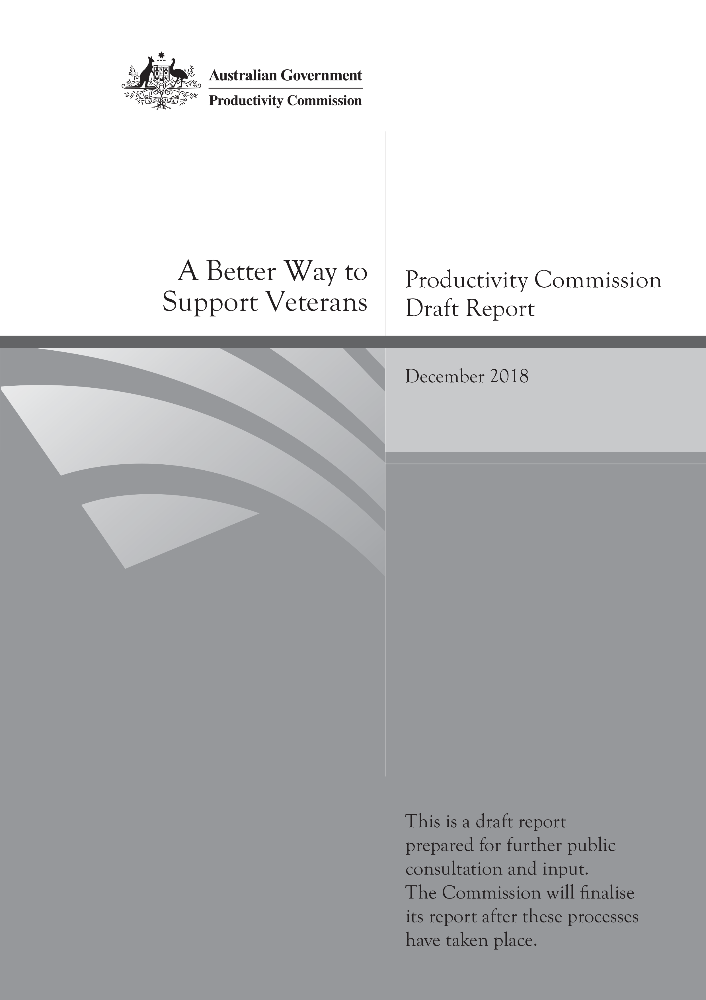 AUSTRALIA
Australian Government
Productivity Commission
A Better Way to
Support Veterans
Productivity Commission
Draft Report
December 2018
This is a draft report
prepared for further public
consultation and input.
The Commission will finalise
its report after these processes
have taken place.